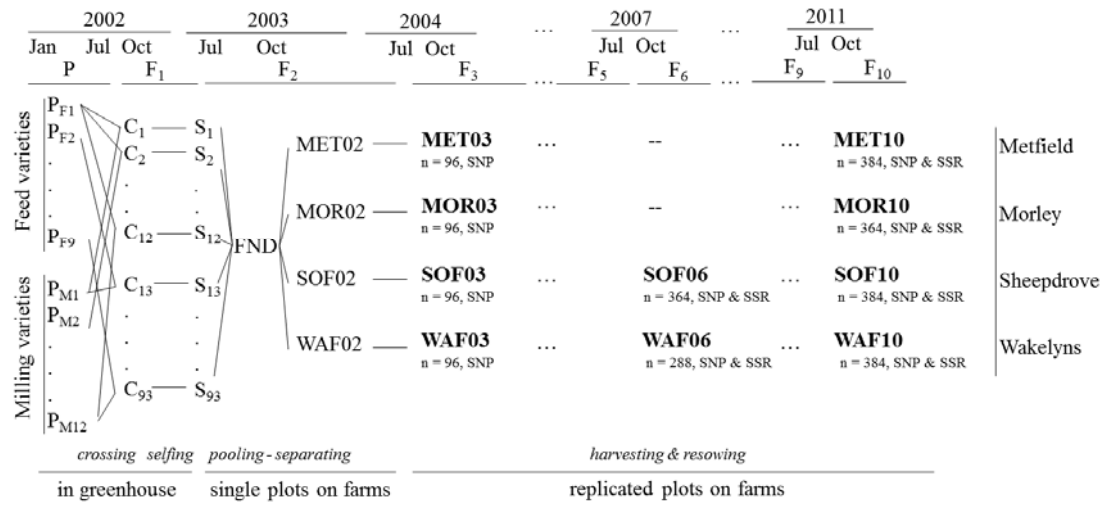 2002 2003 2004 … 2007 … 2011
Jan Jul Oct Jul Oct Jul Oct Jul Oct Jul Oct
P F1 F2 F3 … F5 F6 … F9 F10
Feed varieties
PF1
PF2
.
.
.
PF9
Milling varieties
PM1
PM2
.
.
.
PM12
C1 S1
C2 S2
. .
. .
. .
C12 S12
C13 S13
. .
. .
. .
C93 S93
FND
MET02 MET03 … -- … MET10 Metfield
n = 96, SNP n = 384, SNP & SSR
MOR02 MOR03 … -- … MOR10 Morley
n = 96, SNP n = 364, SNP & SSR
SOF02 SOF03 … SOF06 … SOF10 Sheepdrove
n = 96, SNP n = 364, SNP & SSR n = 384, SNP & SSR
WAF02 WAF03 … WAF06 … WAF10 Wakelyns
n = 96, SNP n = 288, SNP & SSR n = 384, SNP & SSR
crossing selfing pooling - separating harvesting & resowing
in greenhouse single plots on farms replicated plots on farms